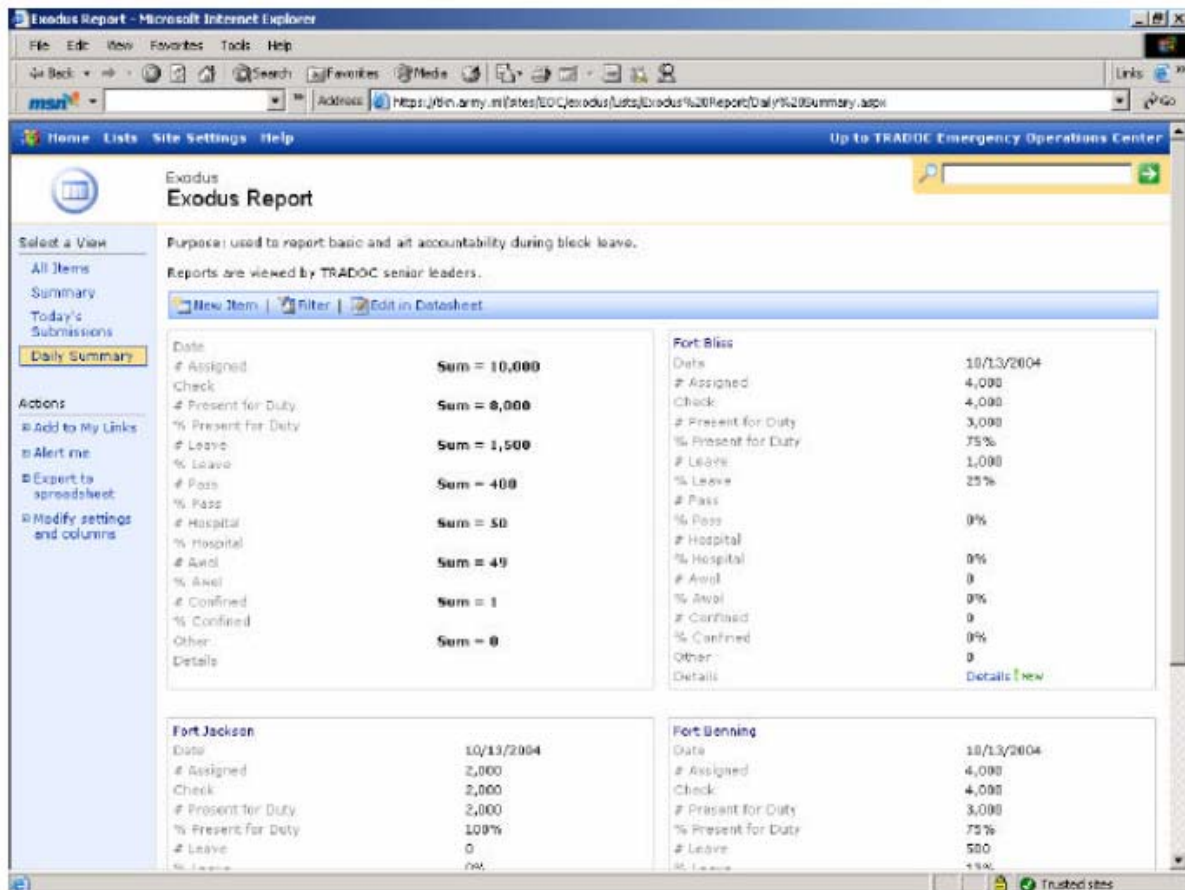 Exodus Report - Microsoft Internet Explorer
File Edit View Favorites Tools Help
Back Search Favorites Media Links
msn Address https://bin.army.mil/sites/EOC/exodus/Lists/Exodus%20Report/Daily%20Summary.aspx Go
Home Lists Site Settings Help Up to TRADOC Emergency Operations Center
Exodus
Exodus Report
Select a View
All Items
Summary
Today's
Submissions
Daily Summary
Actions
Add to My Links
Alert me
Export to
spreadsheet
Modify settings
and columns
Purpose: used to report basic and ait accountability during block leave.
Reports are viewed by TRADOC senior leaders.
New Item | Filter | Edit in Datasheet
Date
# Assigned Sum = 10,000
Check
# Present for Duty Sum = 8,000
% Present for Duty
# Leave Sum = 1,500
% Leave
# Pass Sum = 400
% Pass
# Hospital Sum = 50
% Hospital
# Awol Sum = 49
% Awol
# Confined Sum = 1
% Confined
Other Sum = 0
Details
Fort Bliss
Date 10/13/2004
# Assigned 4,000
Check 4,000
# Present for Duty 3,000
% Present for Duty 75%
# Leave 1,000
% Leave 25%
# Pass
% Pass 0%
# Hospital
% Hospital 0%
# Awol 0
% Awol 0%
# Confined 0
% Confined 0%
Other 0
Details Details NEW
Fort Jackson
Date 10/13/2004
# Assigned 2,000
Check 2,000
# Present for Duty 2,000
% Present for Duty 100%
# Leave 0
% Leave 0%
Fort Benning
Date 10/13/2004
# Assigned 4,000
Check 4,000
# Present for Duty 3,000
% Present for Duty 75%
# Leave 500
% Leave
Trusted sites